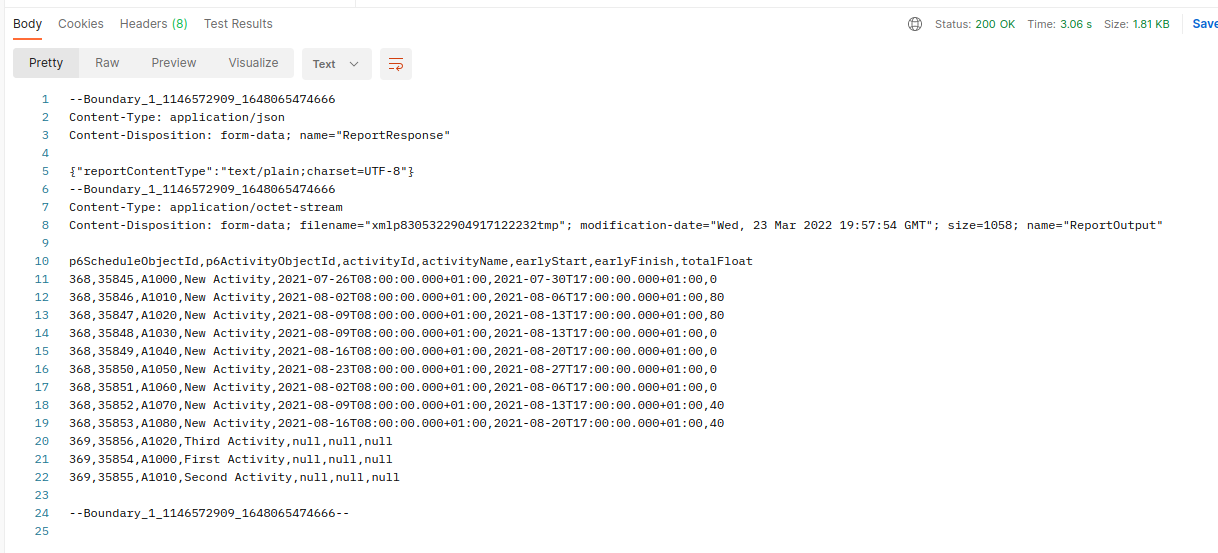 Body Cookies Headers (8) Test Results Status: 200 OK Time: 3.06 s Size: 1.81 KB Save
Pretty Raw Preview Visualize Text
1 --Boundary_1_1146572909_1648065474666
2 Content-Type: application/json
3 Content-Disposition: form-data; name="ReportResponse"
4
5 {"reportContentType":"text/plain;charset=UTF-8"}
6 --Boundary_1_1146572909_1648065474666
7 Content-Type: application/octet-stream
8 Content-Disposition: form-data; filename="xmlp8305322904917122232tmp"; modification-date="Wed, 23 Mar 2022 19:57:54 GMT"; size=1058; name="ReportOutput"
9
10 p6ScheduleObjectId,p6ActivityObjectId,activityId,activityName,earlyStart,earlyFinish,totalFloat
11 368,35845,A1000,New Activity,2021-07-26T08:00:00.000+01:00,2021-07-30T17:00:00.000+01:00,0
12 368,35846,A1010,New Activity,2021-08-02T08:00:00.000+01:00,2021-08-06T17:00:00.000+01:00,80
13 368,35847,A1020,New Activity,2021-08-09T08:00:00.000+01:00,2021-08-13T17:00:00.000+01:00,80
14 368,35848,A1030,New Activity,2021-08-09T08:00:00.000+01:00,2021-08-13T17:00:00.000+01:00,0
15 368,35849,A1040,New Activity,2021-08-16T08:00:00.000+01:00,2021-08-20T17:00:00.000+01:00,0
16 368,35850,A1050,New Activity,2021-08-23T08:00:00.000+01:00,2021-08-27T17:00:00.000+01:00,0
17 368,35851,A1060,New Activity,2021-08-02T08:00:00.000+01:00,2021-08-06T17:00:00.000+01:00,0
18 368,35852,A1070,New Activity,2021-08-09T08:00:00.000+01:00,2021-08-13T17:00:00.000+01:00,40
19 368,35853,A1080,New Activity,2021-08-16T08:00:00.000+01:00,2021-08-20T17:00:00.000+01:00,40
20 369,35856,A1020,Third Activity,null,null,null
21 369,35854,A1000,First Activity,null,null,null
22 369,35855,A1010,Second Activity,null,null,null
23
24 --Boundary_1_1146572909_1648065474666--
25